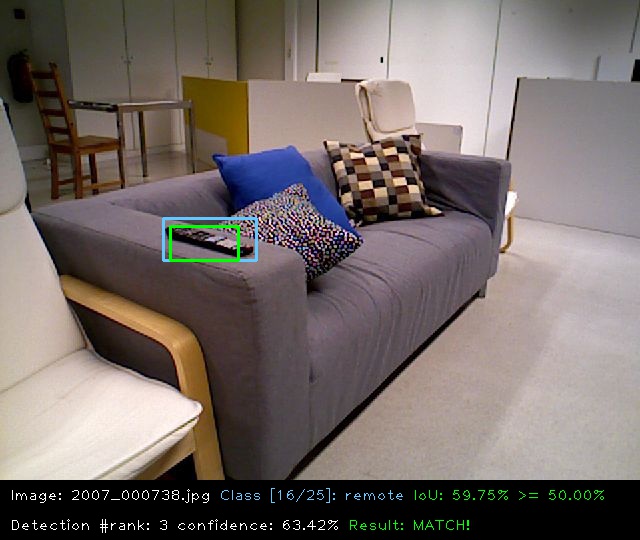 Image: 2007_000738.jpg Class [16/25]: remote IoU: 59.75% >= 50.00%
Detection #rank: 3 confidence: 63.42% Result: MATCH!